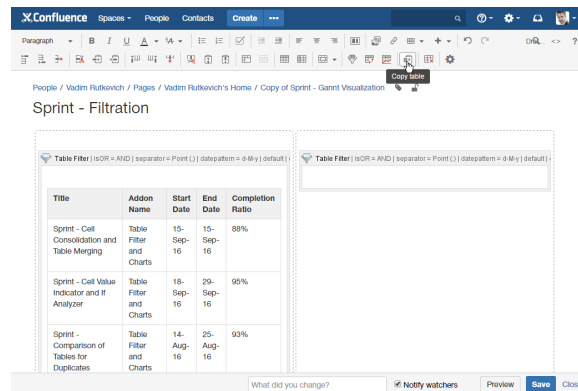 Confluence Spaces People Contacts Create •••
Paragraph B I U A
Copy table
People / Vadim Rutkevich / Pages / Vadim Rutkevich's Home / Copy of Sprint - Gannt Visualization
Sprint - Filtration
Table Filter | isOR = AND | separator = Point (.) | datepattern = d-M-y | default |
Table Filter | isOR = AND | separator = Point (.) | datepattern = d-M-y | default |
Title Addon Name Start Date End Date Completion Ratio
Sprint - Cell Consolidation and Table Merging Table Filter and Charts 15-Sep-16 15-Sep-16 88%
Sprint - Cell Value Indicator and If Analyzer Table Filter and Charts 18-Sep-16 29-Sep-16 95%
Sprint - Comparison of Tables for Duplicates Table Filter and Charts 14-Aug-16 25-Aug-16 93%
What did you change? Notify watchers Preview Save Clos